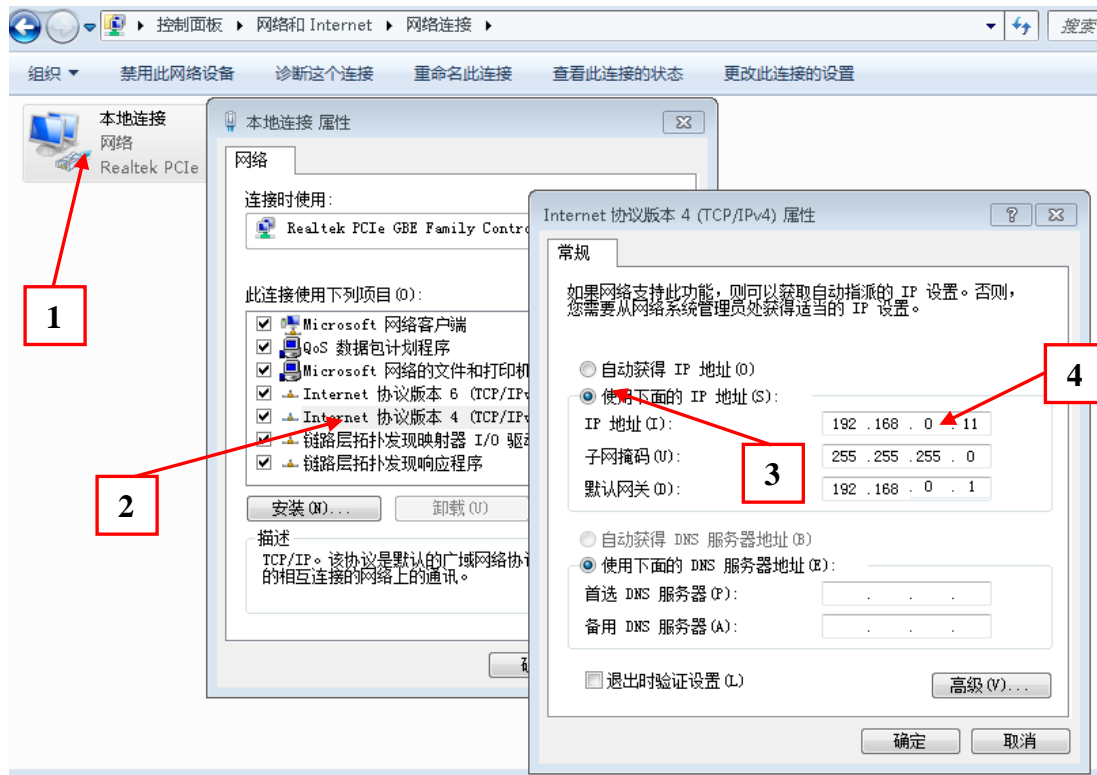 控制面板 网络和 Internet 网络连接
搜索
组织 禁用此网络设备 诊断这个连接 重命名此连接 查看此连接的状态 更改此连接的设置
本地连接
网络
Realtek PCIe
1
本地连接 属性
网络
连接时使用:
Realtek PCIe GBE Family Contro
此连接使用下列项目(O):
Microsoft 网络客户端
QoS 数据包计划程序
Microsoft 网络的文件和打印机
Internet 协议版本 6 (TCP/IPv
Internet 协议版本 4 (TCP/IPv
链路层拓扑发现映射器 I/O 驱动
链路层拓扑发现响应程序
2
安装(N)... 卸载(U)
描述
TCP/IP。该协议是默认的广域网络协议
的相互连接的网络上的通讯。
Internet 协议版本 4 (TCP/IPv4) 属性
常规
如果网络支持此功能，则可以获取自动指派的 IP 设置。否则，
您需要从网络系统管理员处获得适当的 IP 设置。
自动获得 IP 地址(O)
使用下面的 IP 地址(S):
4
IP 地址(I): 192 .168 . 0 . 11
子网掩码(U): 255 .255 .255 . 0
3
默认网关(D): 192 .168 . 0 . 1
自动获得 DNS 服务器地址(B)
使用下面的 DNS 服务器地址(E):
首选 DNS 服务器(P): . . .
备用 DNS 服务器(A): . . .
退出时验证设置(L)
高级(V)...
确定 取消